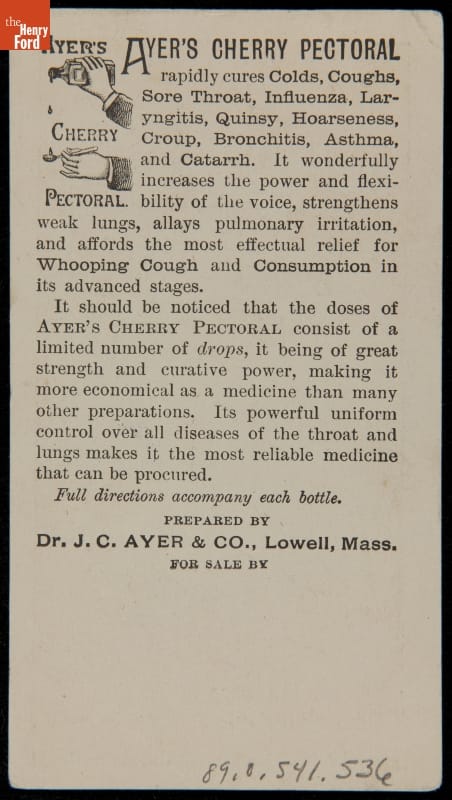 the
Henry
Ford
AYER'S
CHERRY
PECTORAL.
AYER'S CHERRY PECTORAL
rapidly cures Colds, Coughs,
Sore Throat, Influenza, Lar-
yngitis, Quinsy, Hoarseness,
Croup, Bronchitis, Asthma,
and Catarrh. It wonderfully
increases the power and flexi-
bility of the voice, strengthens
weak lungs, allays pulmonary irritation,
and affords the most effectual relief for
Whooping Cough and Consumption in
its advanced stages.
It should be noticed that the doses of
AYER'S CHERRY PECTORAL consist of a
limited number of drops, it being of great
strength and curative power, making it
more economical as a medicine than many
other preparations. Its powerful uniform
control over all diseases of the throat and
lungs makes it the most reliable medicine
that can be procured.
Full directions accompany each bottle.
PREPARED BY
Dr. J. C. AYER & CO., Lowell, Mass.
FOR SALE BY
89.0.541.536